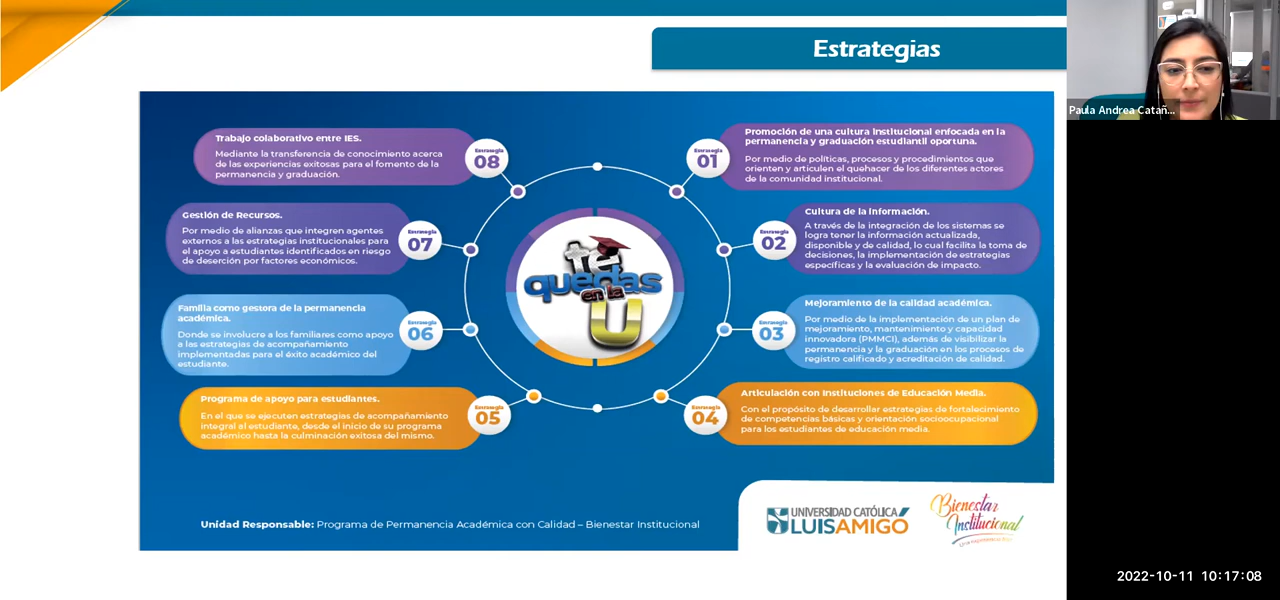 Estrategias
Paula Andrea Catañ...
Trabajo colaborativo entre IES.
Mediante la transferencia de conocimiento acerca
de las experiencias exitosas para el fomento de la
permanencia y graduación.
Estrategia
08
Estrategia
01
Promoción de una cultura institucional enfocada en la
permanencia y graduación estudiantil oportuna.
Por medio de políticas, procesos y procedimientos que
orienten y articulen el quehacer de los diferentes actores
de la comunidad institucional.
Gestión de Recursos.
Por medio de alianzas que integren agentes
externos a las estrategias institucionales para
el apoyo a estudiantes identificados en riesgo
de deserción por factores económicos.
Estrategia
07
Estrategia
02
Cultura de la información.
A través de la integración de los sistemas se
logra tener la información actualizada,
disponible y de calidad, lo cual facilita la toma de
decisiones, la implementación de estrategias
específicas y la evaluación de impacto.
té
quedas
en la
U
Familia como gestora de la permanencia
académica.
Donde se involucre a los familiares como apoyo
a las estrategias de acompañamiento
implementadas para el éxito académico del
estudiante.
Estrategia
06
Estrategia
03
Mejoramiento de la calidad académica.
Por medio de la implementación de un plan de
mejoramiento, mantenimiento y capacidad
innovadora (PMMCI), además de visibilizar la
permanencia y la graduación en los procesos de
registro calificado y acreditación de calidad.
Programa de apoyo para estudiantes.
En el que se ejecuten estrategias de acompañamiento
integral al estudiante, desde el inicio de su programa
académico hasta la culminación exitosa del mismo.
Estrategia
05
Estrategia
04
Articulación con Instituciones de Educación Media.
Con el propósito de desarrollar estrategias de fortalecimiento
de competencias básicas y orientación socioocupacional
para los estudiantes de educación media.
Unidad Responsable: Programa de Permanencia Académica con Calidad – Bienestar Institucional
UNIVERSIDAD CATÓLICA
LUIS AMIGÓ
Bienestar
Institucional
2022-10-11 10:17:08